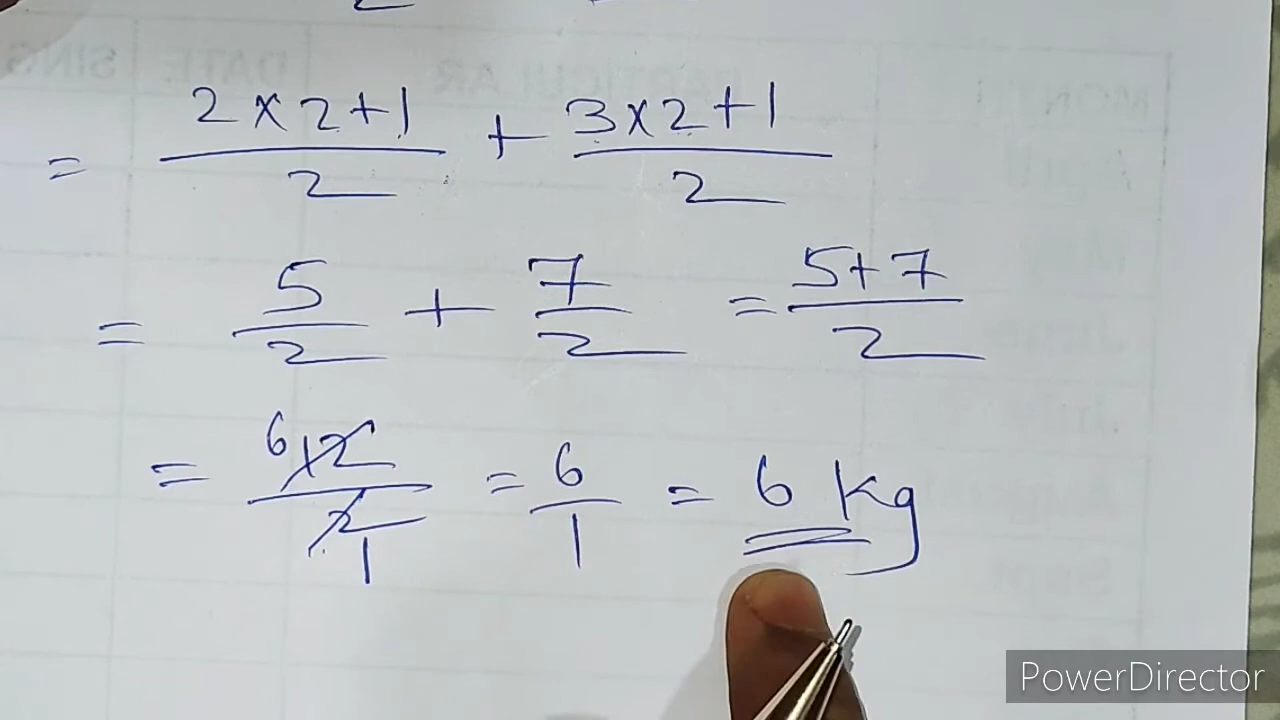 = 2 x 2 + 1 / 2 + 3 x 2 + 1 / 2
= 5 / 2 + 7 / 2 = 5 + 7 / 2
= 6 12 / 2 1 = 6 / 1 = 6 kg
PowerDirector